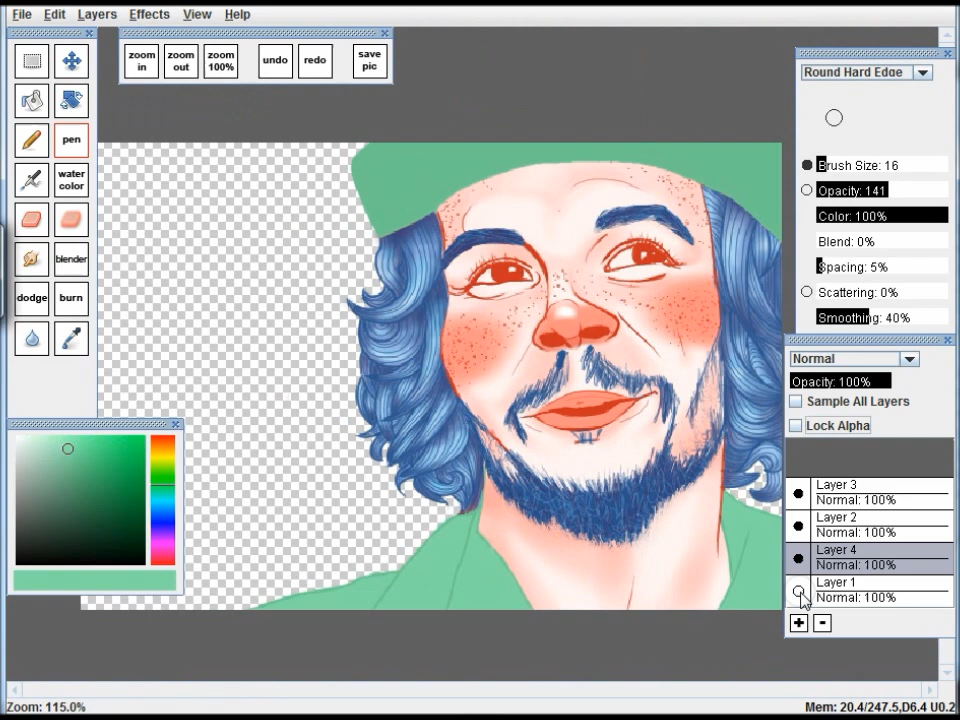 File Edit Layers Effects View Help
zoom in
zoom out
zoom 100%
undo
redo
save pic
pen
water color
blender
dodge
burn
Round Hard Edge
Brush Size: 16
Opacity: 141
Color: 100%
Blend: 0%
Spacing: 5%
Scattering: 0%
Smoothing: 40%
Normal
Opacity: 100%
Sample All Layers
Lock Alpha
Layer 3
Normal: 100%
Layer 2
Normal: 100%
Layer 4
Normal: 100%
Layer 1
Normal: 100%
+ -
Zoom: 115.0%
Mem: 20.4/247.5,D6.4 U0.2